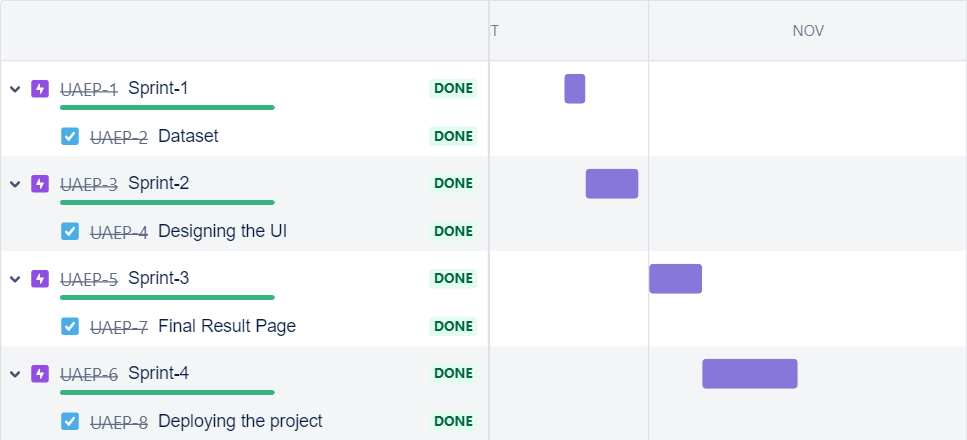 T
NOV
UAEP-1 Sprint-1 DONE
UAEP-2 Dataset DONE
UAEP-3 Sprint-2 DONE
UAEP-4 Designing the UI DONE
UAEP-5 Sprint-3 DONE
UAEP-7 Final Result Page DONE
UAEP-6 Sprint-4 DONE
UAEP-8 Deploying the project DONE